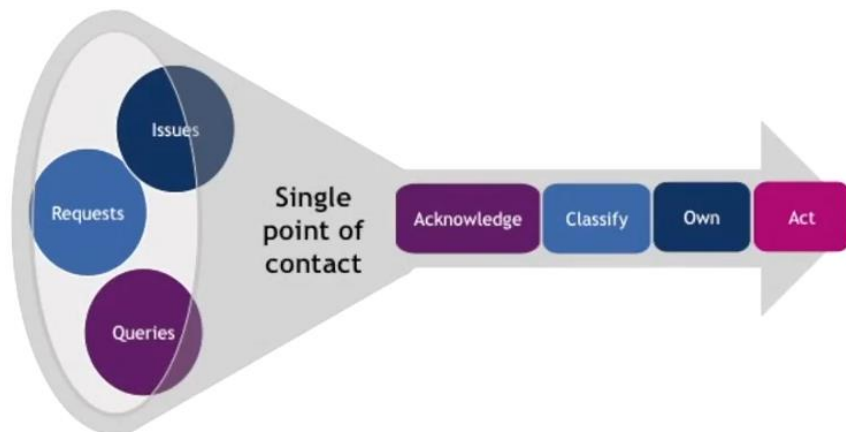 Issues
Requests
Queries
Single
point of
contact
Acknowledge
Classify
Own
Act